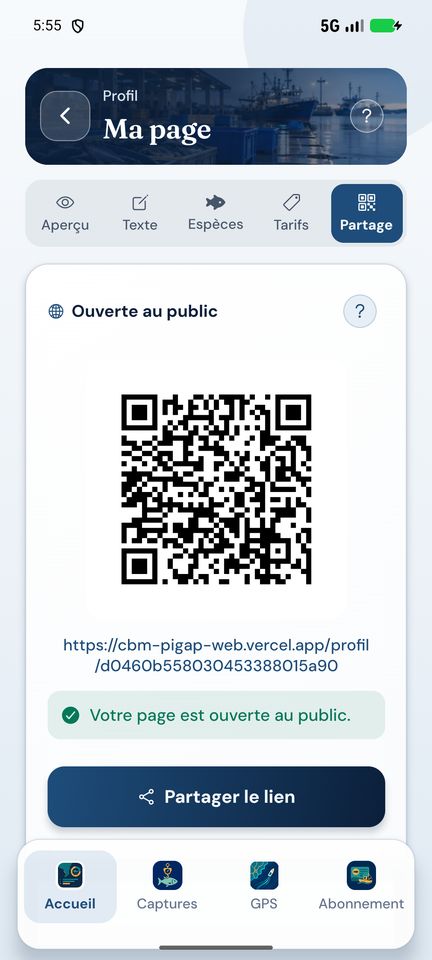 5:55
5G
Profil
Ma page
?
Aperçu
Texte
Espèces
Tarifs
Partage
Ouverte au public
?
https://cbm-pigap-web.vercel.app/profil
/d0460b558030453388015a90
Votre page est ouverte au public.
Partager le lien
Accueil
Captures
GPS
Abonnement